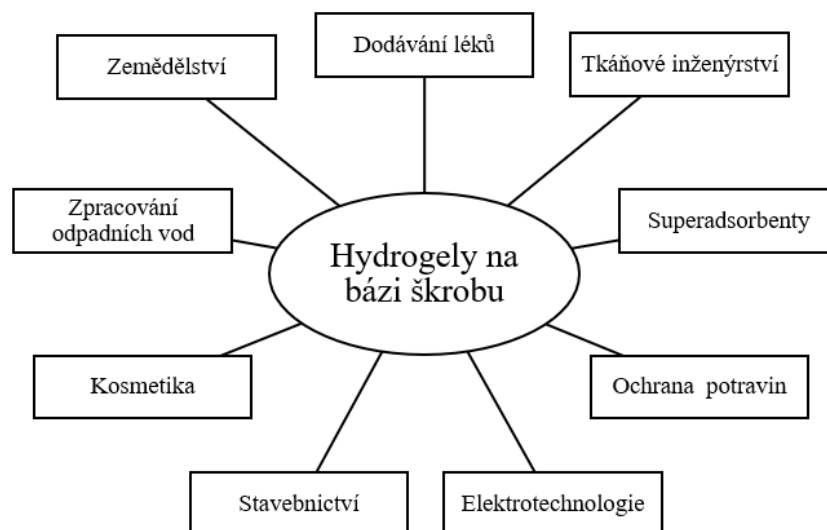 Dodávání léků
Zemědělství
Tkáňové inženýrství
Zpracování
odpadních vod
Superadsorbenty
Hydrogely na
bázi škrobu
Kosmetika
Ochrana potravin
Stavebnictví
Elektrotechnologie